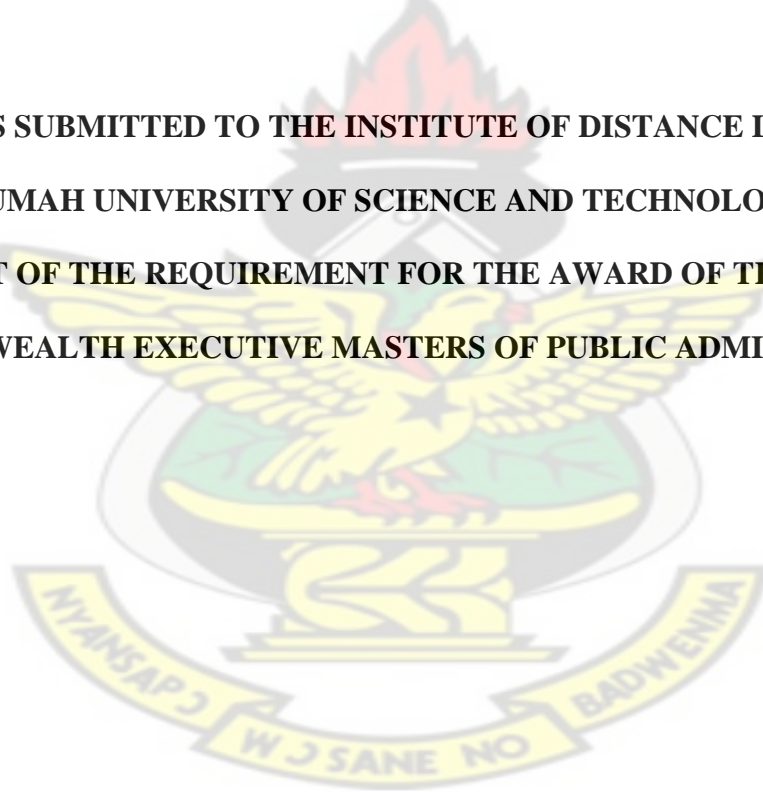 S SUBMITTED TO THE INSTITUTE OF DISTANCE L
UMAH UNIVERSITY OF SCIENCE AND TECHNOLO
T OF THE REQUIREMENT FOR THE AWARD OF TH
WEALTH EXECUTIVE MASTERS OF PUBLIC ADMI
NYANSAPƆ
WƆSANE NO
BADWENMA